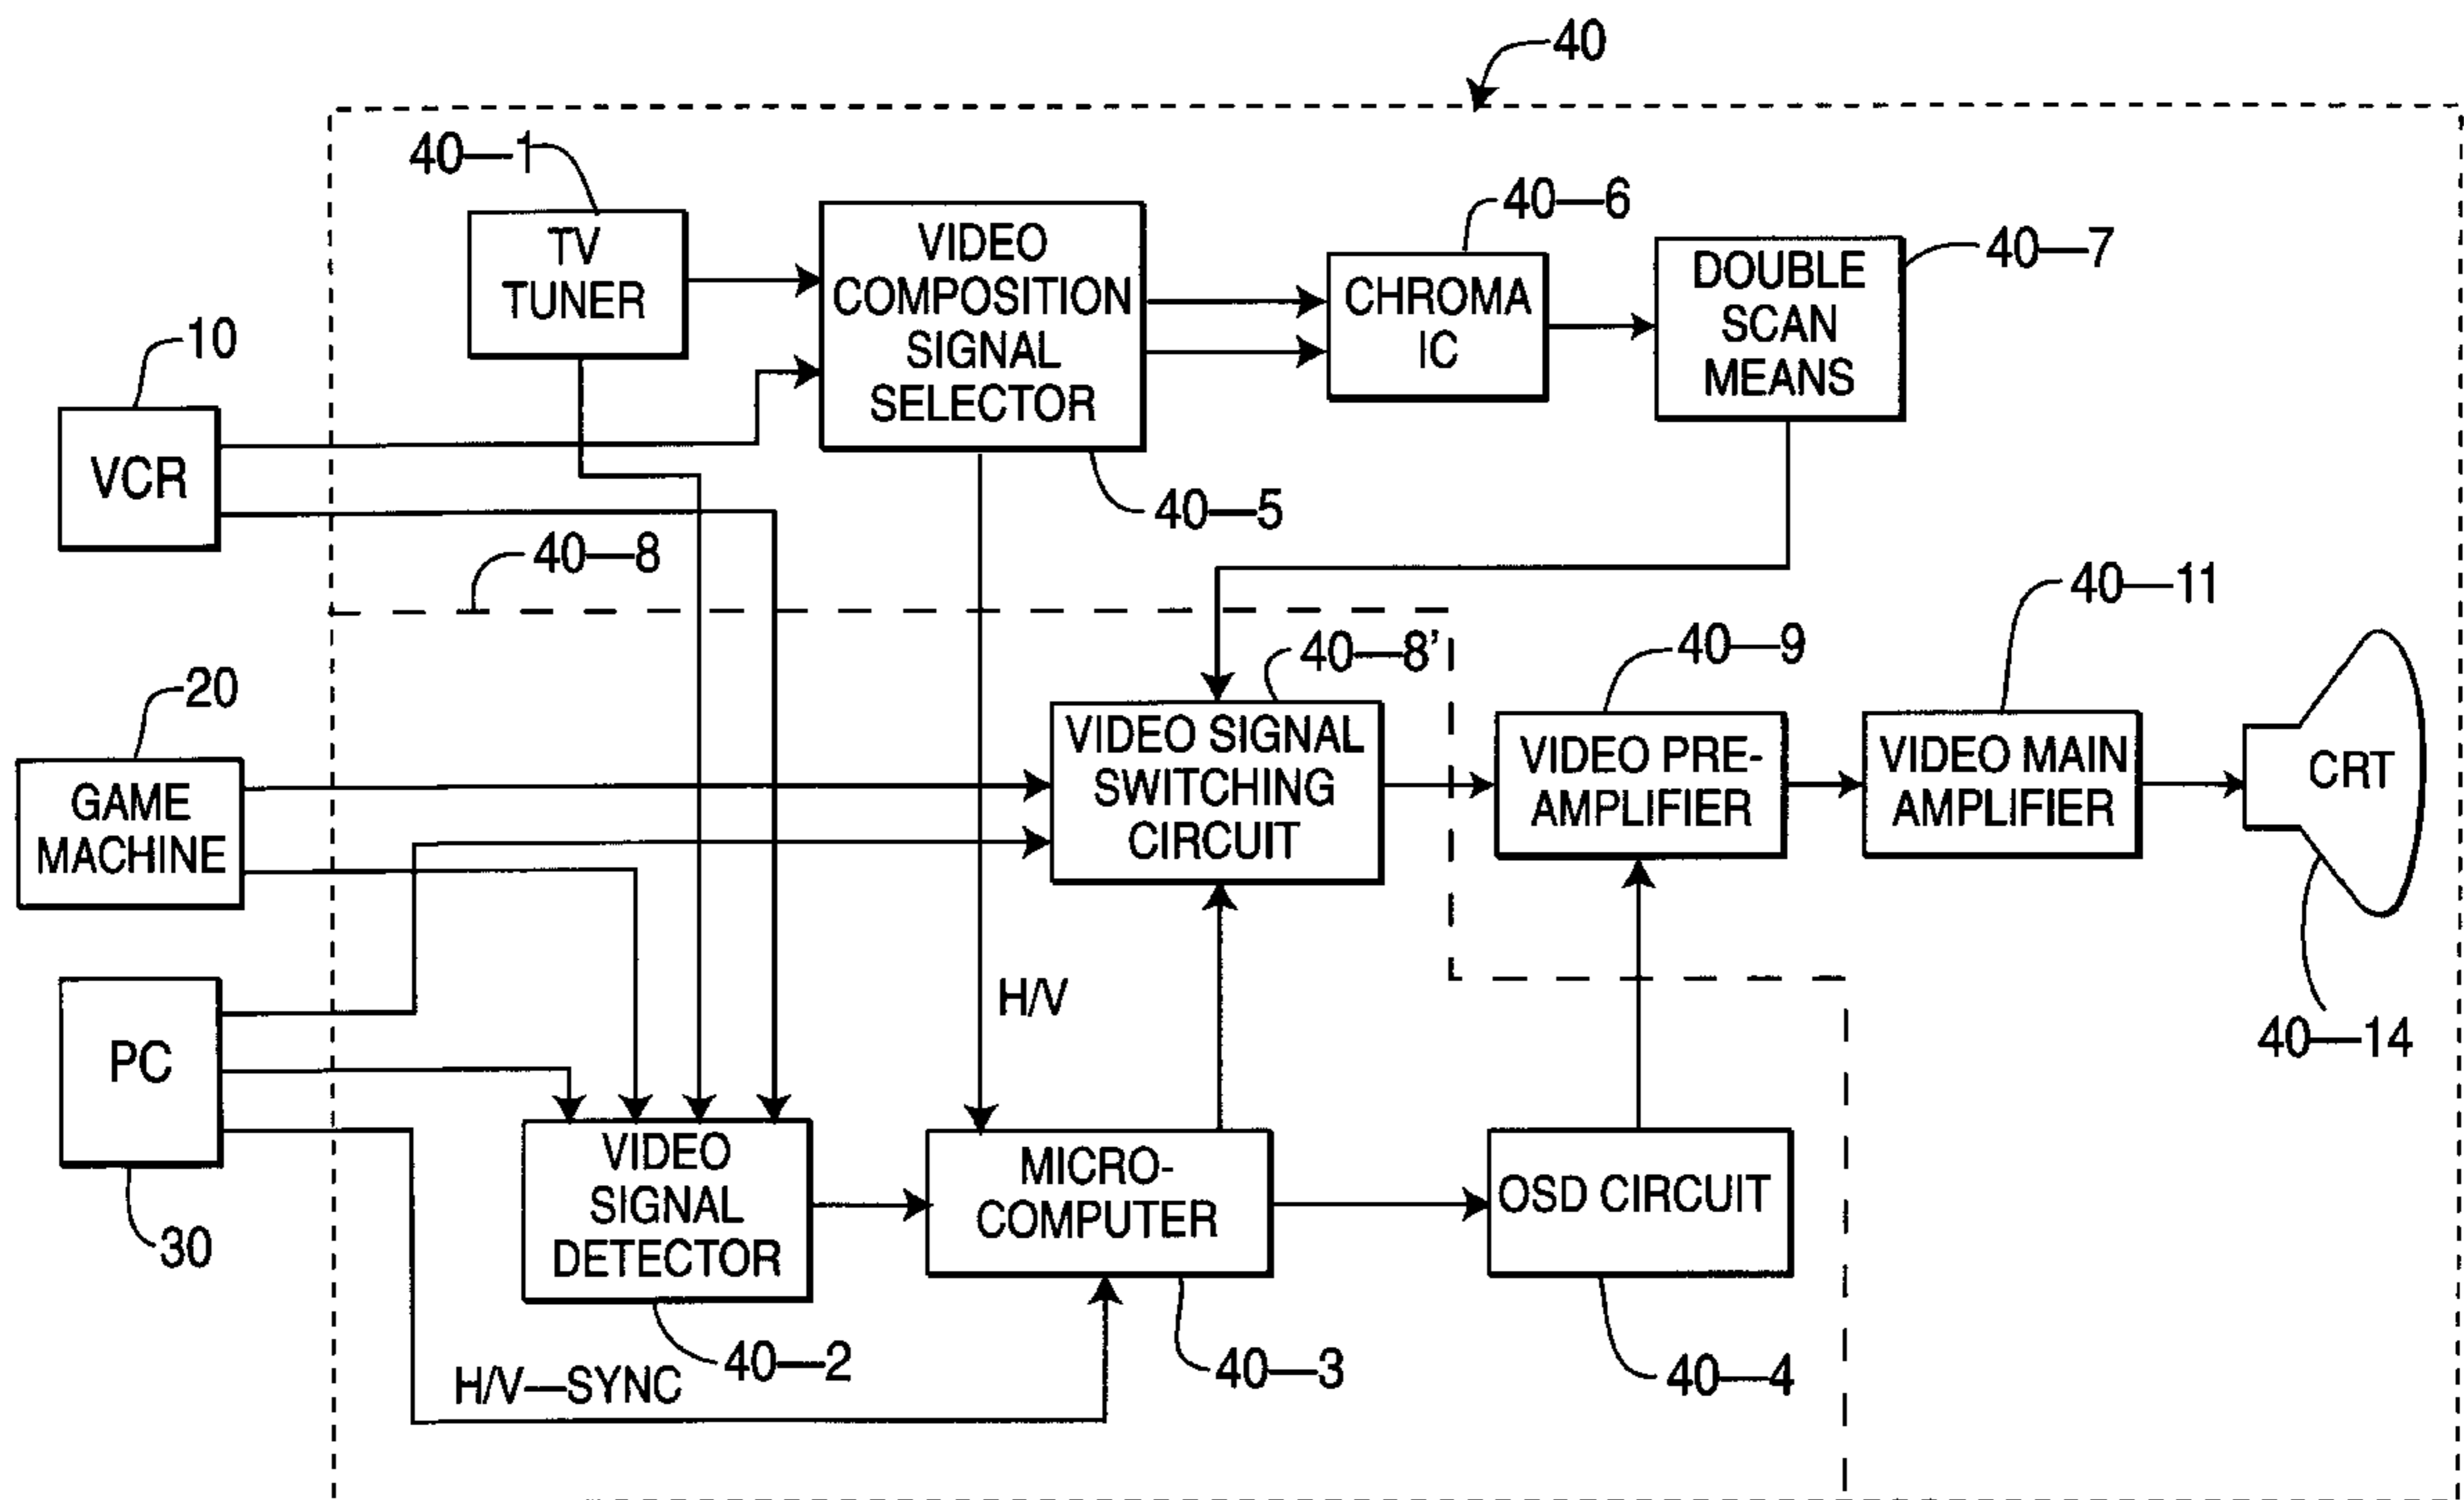 40
40—1
TV
TUNER
VIDEO
COMPOSITION
SIGNAL
SELECTOR
40—6
CHROMA
IC
DOUBLE
SCAN
MEANS
40—7
10
VCR
40—5
40—8
40—11
40—8’
40—9
20
GAME
MACHINE
VIDEO SIGNAL
SWITCHING
CIRCUIT
VIDEO PRE-
AMPLIFIER
VIDEO MAIN
AMPLIFIER
CRT
40—14
PC
30
H/V
VIDEO
SIGNAL
DETECTOR
MICRO-
COMPUTER
OSD CIRCUIT
40—2
40—3
40—4
H/V—SYNC